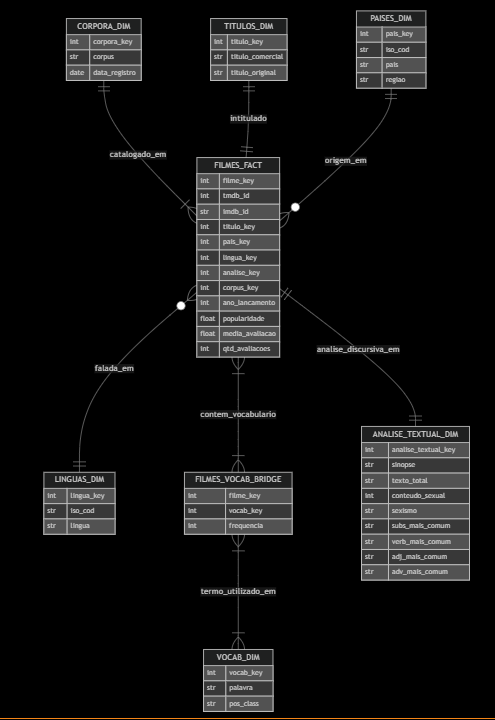 CORPORA_DIM
int corpora_key
str corpus
date data_registro
TITULOS_DIM
int titulo_key
str titulo_comercial
str titulo_original
PAISES_DIM
int pais_key
str iso_cod
str pais
str regiao
catalogado_em
intitulado
origem_em
FILMES_FACT
int filme_key
int tmdb_id
str imdb_id
int titulo_key
int pais_key
int lingua_key
int analise_key
int corpus_key
int ano_lancamento
float popularidade
float media_avaliacao
int qtd_avaliacoes
falada_em
contem_vocabulario
analise_discursiva_em
LINGUAS_DIM
int lingua_key
str iso_cod
str lingua
FILMES_VOCAB_BRIDGE
int filme_key
int vocab_key
int frequencia
ANALISE_TEXTUAL_DIM
int analise_textual_key
str sinopse
str texto_total
int conteudo_sexual
str sexismo
str subs_mais_comum
str verb_mais_comum
str adj_mais_comum
str adv_mais_comum
termo_utilizado_em
VOCAB_DIM
int vocab_key
str palavra
str pos_class